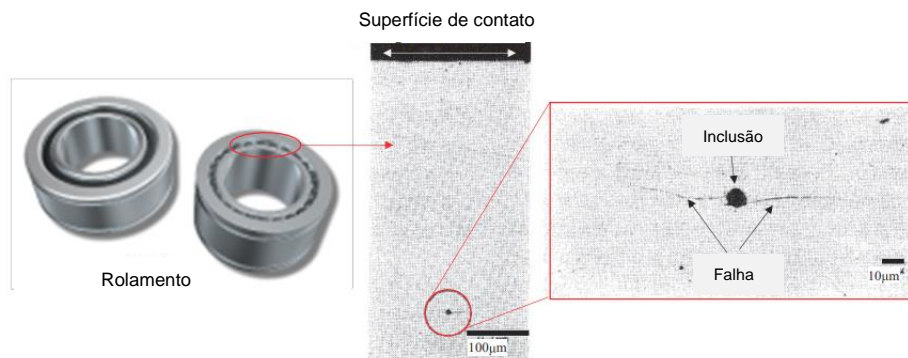 Superfície de contato
Inclusão
Rolamento
Falha
10μm
100μm